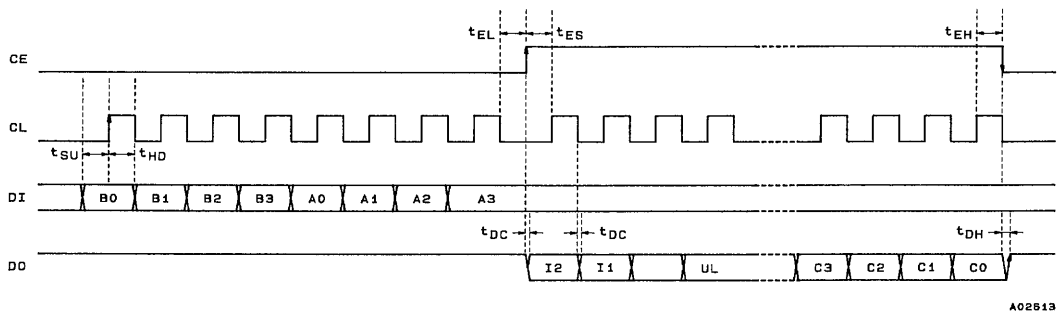 tEL tES tEH
CE
CL
tSU tHD
DI B0 B1 B2 B3 A0 A1 A2 A3
tDC tDC tDH
DO I2 I1 UL C3 C2 C1 C0
A02613